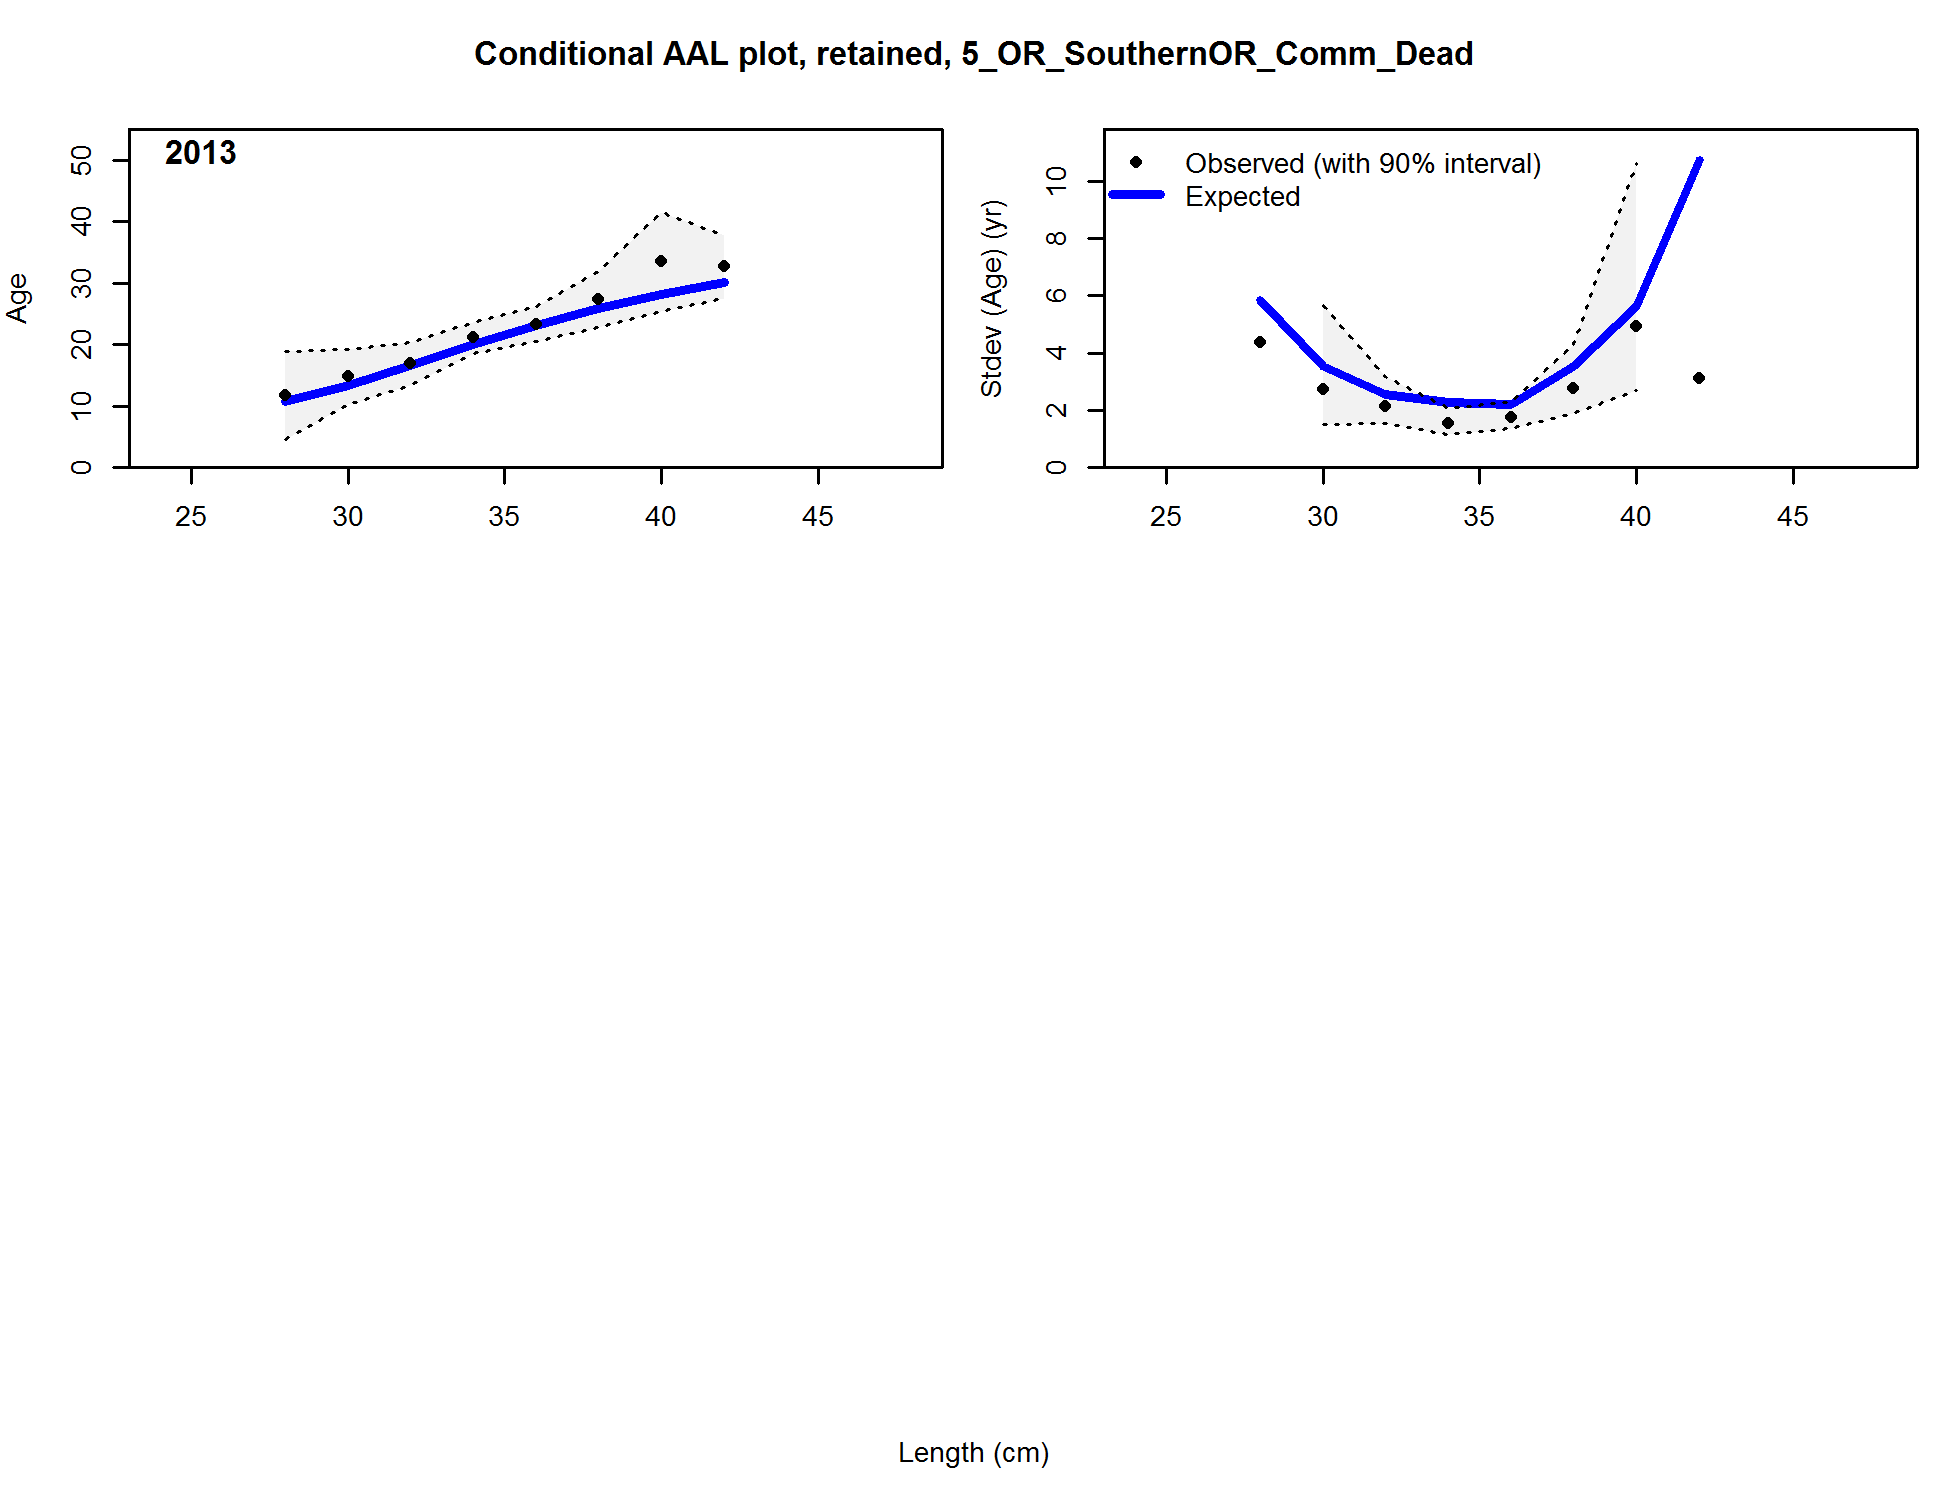 Conditional AAL plot, retained, 5_OR_SouthernOR_Comm_Dead
2013
Age
0 10 20 30 40 50
25 30 35 40 45
Observed (with 90% interval)
Expected
Stdev (Age) (yr)
0 2 4 6 8 10
25 30 35 40 45
Length (cm)